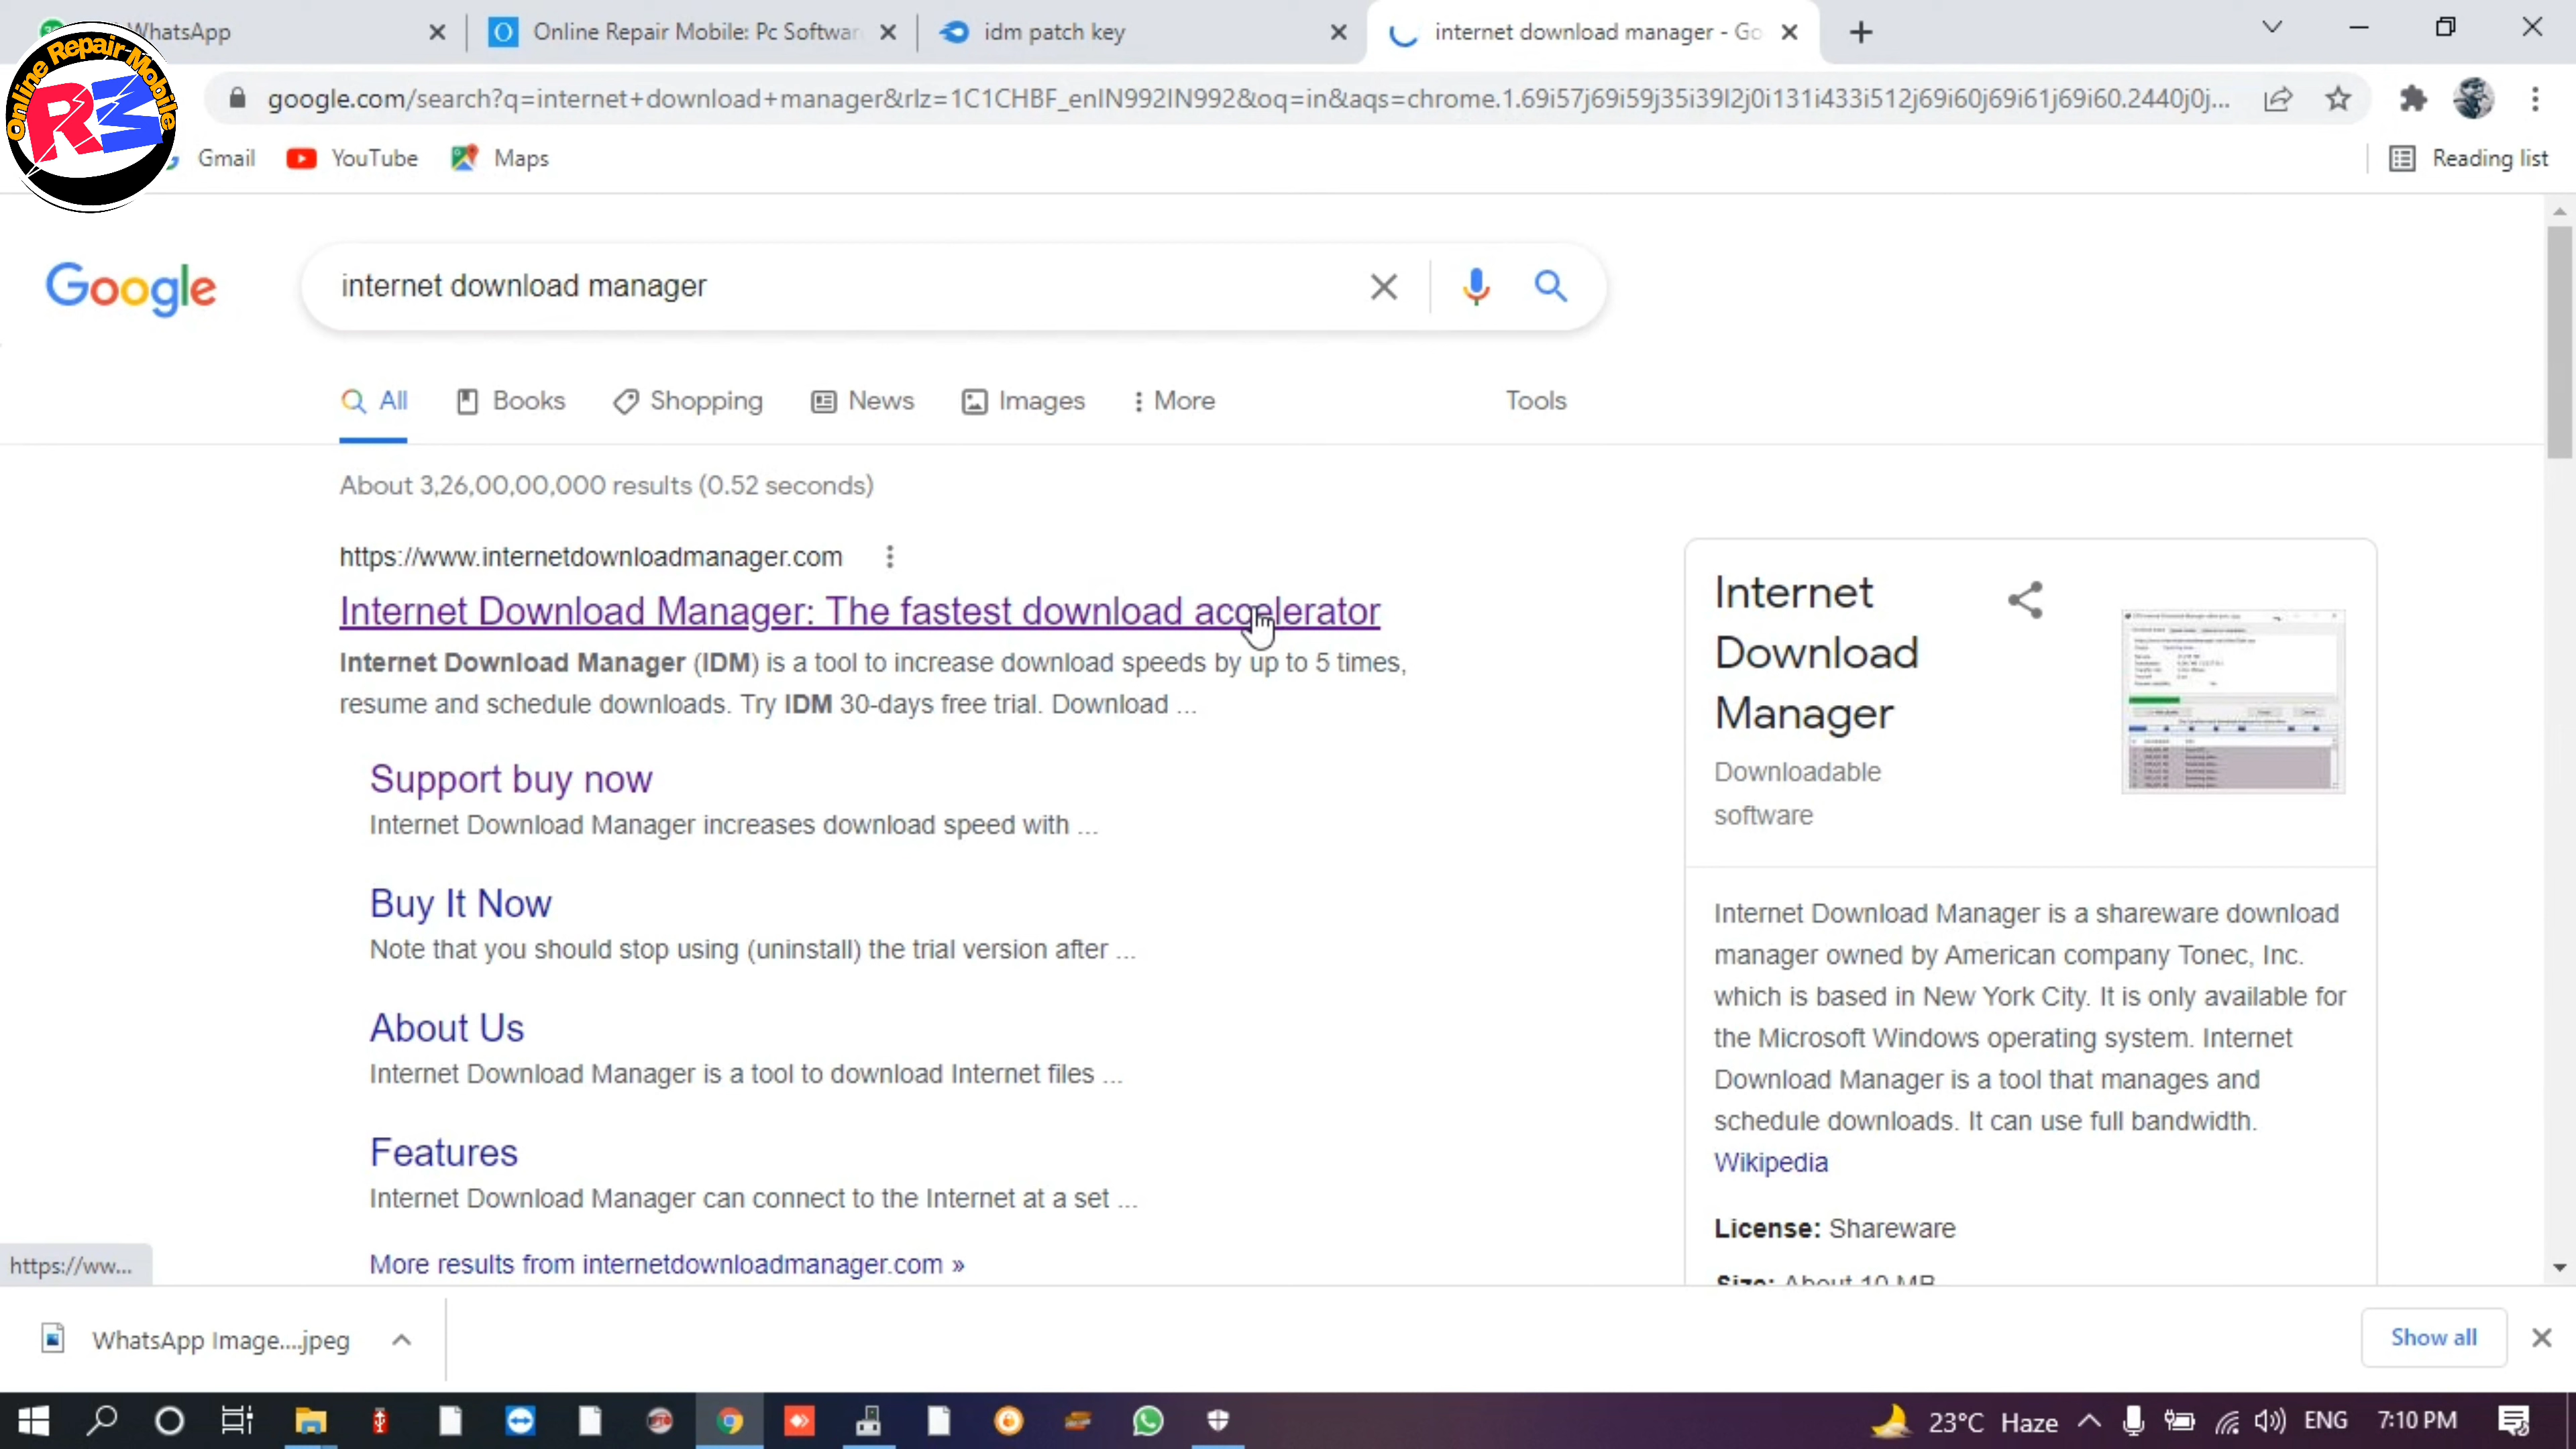 WhatsApp
Online Repair Mobile: Pc Softwar
idm patch key
internet download manager - Go
Online Repair Mobile
google.com/search?q=internet+download+manager&rlz=1C1CHBF_enIN992IN992&oq=in&aqs=chrome.1.69i57j69i59j35i39l2j0i131i433i512j69i60j69i61j69i60.2440j0j...
Gmail
YouTube
Maps
Reading list
Google
internet download manager
All
Books
Shopping
News
Images
More
Tools
About 3,26,00,00,000 results (0.52 seconds)
https://www.internetdownloadmanager.com
Internet Download Manager: The fastest download accelerator
Internet Download Manager (IDM) is a tool to increase download speeds by up to 5 times,
resume and schedule downloads. Try IDM 30-days free trial. Download ...
Support buy now
Internet Download Manager increases download speed with ...
Buy It Now
Note that you should stop using (uninstall) the trial version after ...
About Us
Internet Download Manager is a tool to download Internet files ...
Features
Internet Download Manager can connect to the Internet at a set ...
More results from internetdownloadmanager.com »
Internet
Download
Manager
Downloadable
software
Internet Download Manager is a shareware download
manager owned by American company Tonec, Inc.
which is based in New York City. It is only available for
the Microsoft Windows operating system. Internet
Download Manager is a tool that manages and
schedule downloads. It can use full bandwidth.
Wikipedia
License: Shareware
Size: About 10 MB
https://ww...
WhatsApp Image....jpeg
Show all
23°C Haze
ENG
7:10 PM